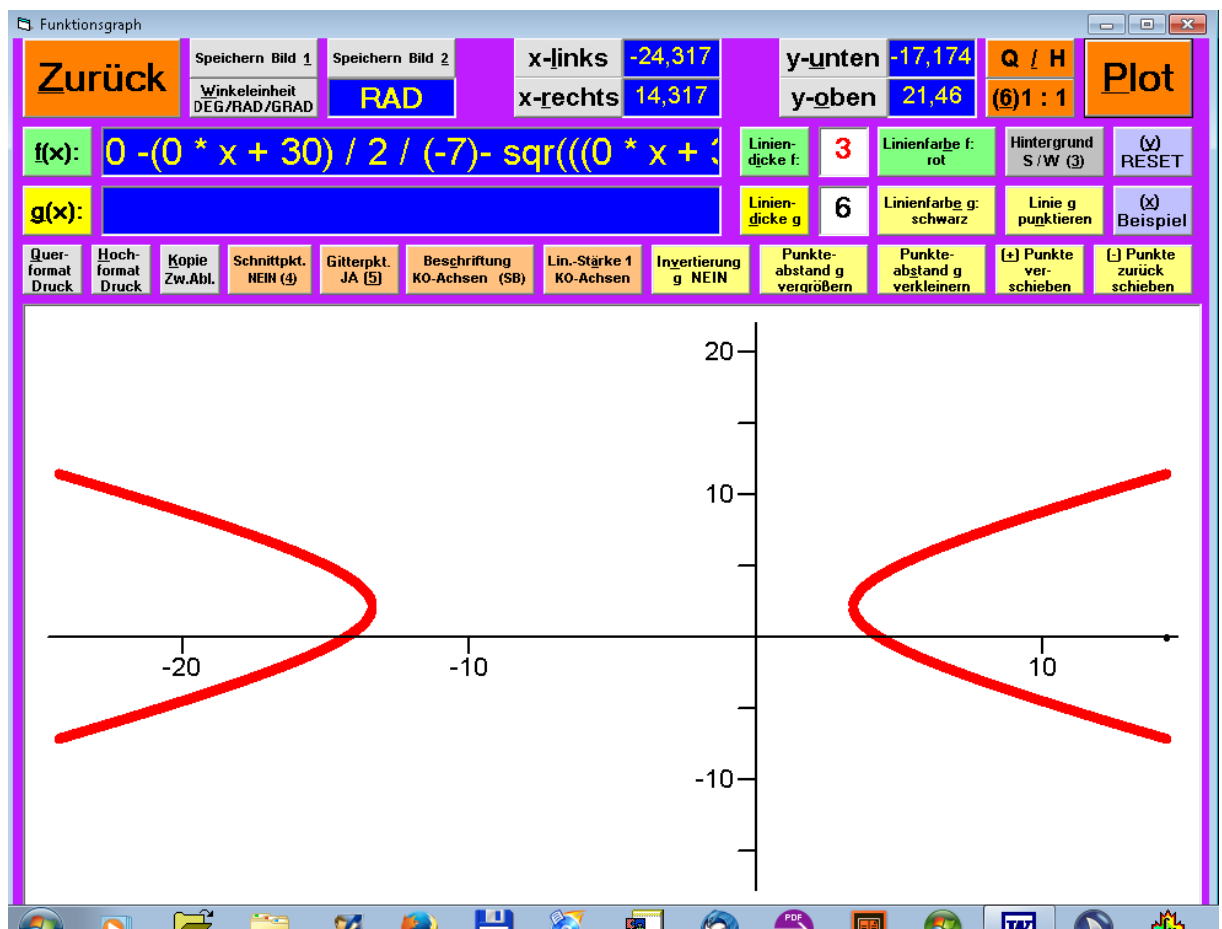 Funktionsgraph
Zurück
Speichern Bild 1
Speichern Bild 2
x-links
-24,317
y-unten
-17,174
Q / H
Plot
Winkeleinheit
DEG/RAD/GRAD
RAD
x-rechts
14,317
y-oben
21,46
(6)1 : 1
f(x):
0 -(0 * x + 30) / 2 / (-7)- sqr(((0 * x +
Linien-
dicke f:
3
Linienfarbe f:
rot
Hintergrund
S / W (3)
(v)
RESET
g(x):
Linien-
dicke g
6
Linienfarbe g:
schwarz
Linie g
punktieren
(x)
Beispiel
Quer-
format
Druck
Hoch-
format
Druck
Kopie
Zw.Abl.
Schnittpkt.
NEIN (4)
Gitterpkt.
JA (5)
Beschriftung
KO-Achsen (SB)
Lin.-Stärke 1
KO-Achsen
Invertierung
g NEIN
Punkte-
abstand g
vergrößern
Punkte-
abstand g
verkleinern
(+) Punkte
ver-
schieben
(-) Punkte
zurück
schieben
20
10
-20
-10
10
-10
PDF